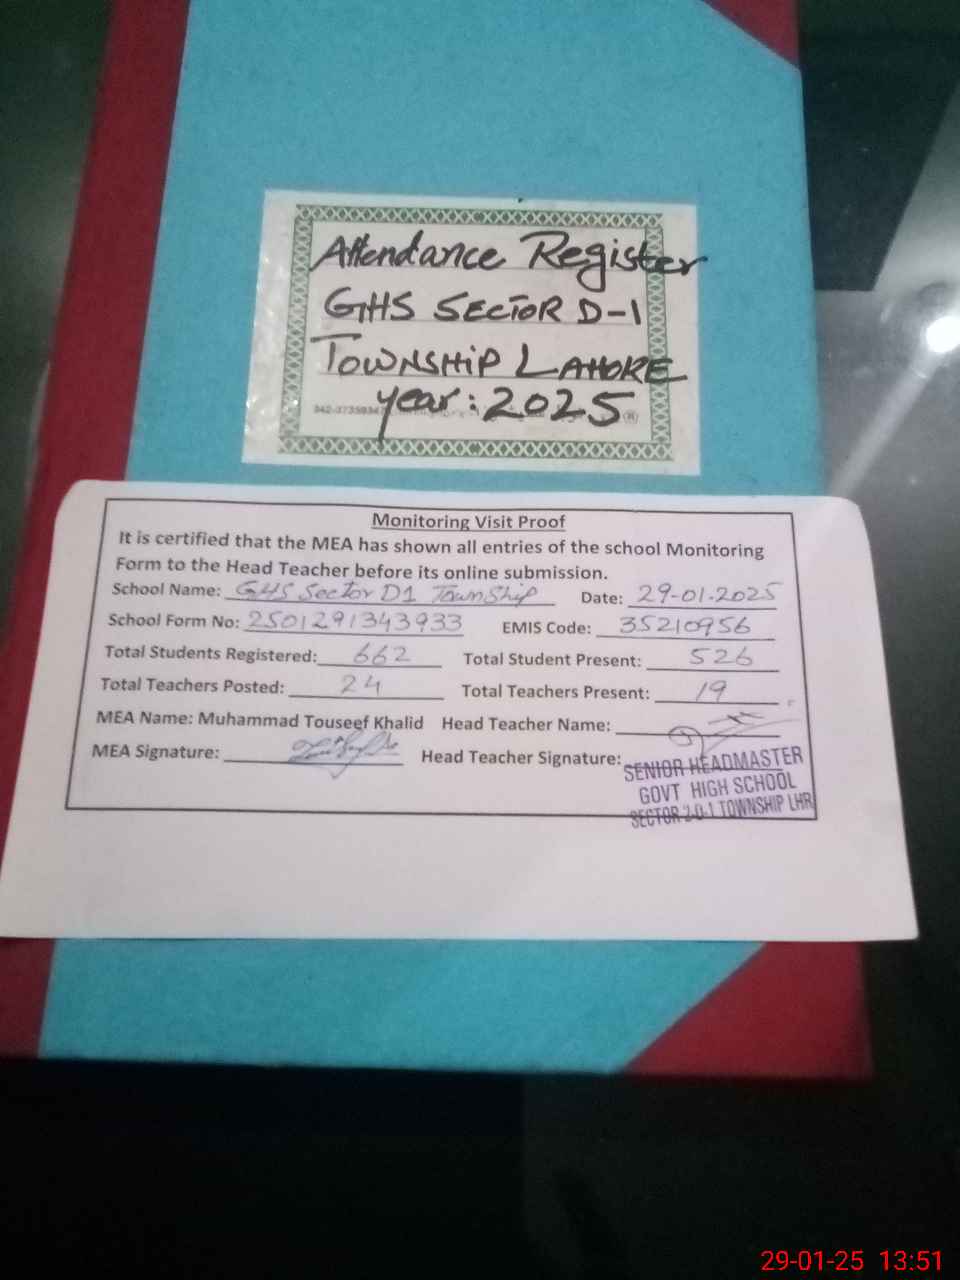 Attendance Register
GHS SECTOR D-1
TOWNSHIP LAHORE
year: 2025
Monitoring Visit Proof
It is certified that the MEA has shown all entries of the school Monitoring
Form to the Head Teacher before its online submission.
School Name: GHS Sector D1 TownShip Date: 29-01-2025
School Form No: 2501291343933 EMIS Code: 35210956
Total Students Registered: 662 Total Student Present: 526
Total Teachers Posted: 24 Total Teachers Present: 19
MEA Name: Muhammad Touseef Khalid Head Teacher Name:
MEA Signature: Head Teacher Signature:
SENIOR HEADMASTER
GOVT HIGH SCHOOL
SECTOR TOWNSHIP LHR
29-01-25 13:51